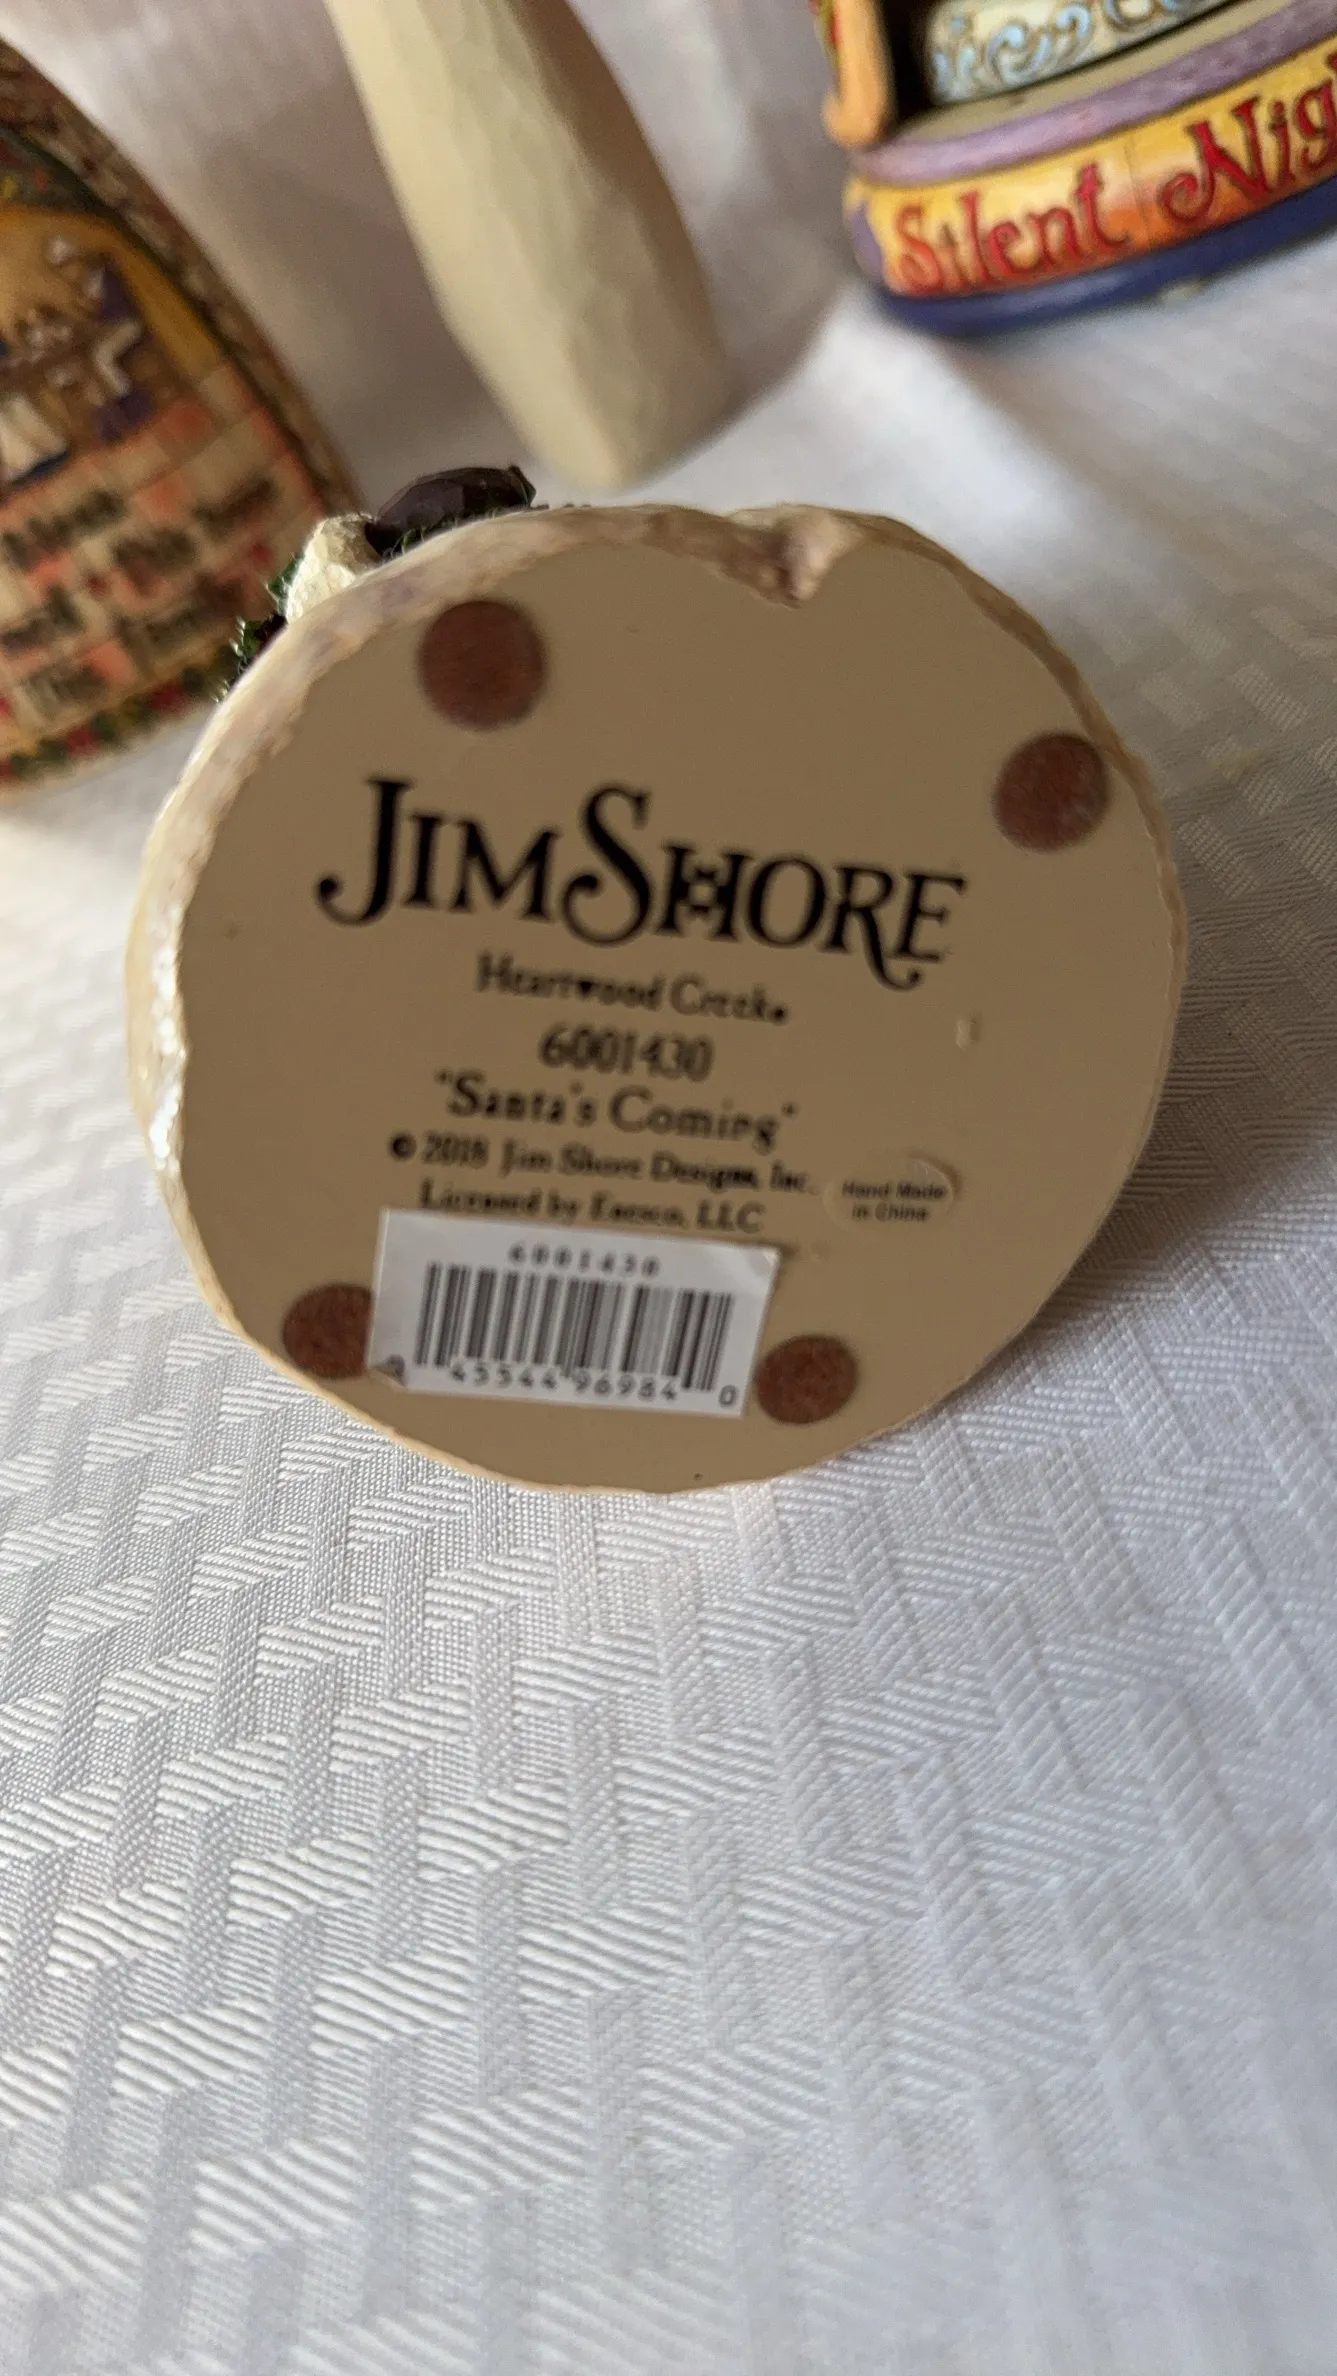 Silent Nig
JIM SHORE
Heartwood Creek®
6001430
"Santa's Coming"
© 2018 Jim Shore Designs, Inc.
Licensed by Enesco, LLC
Hand Made
in China
6001430
0 45544 96984 0